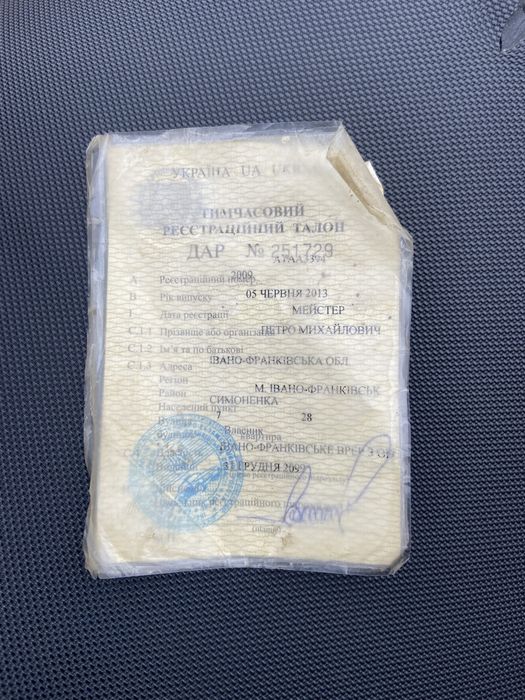 УКРАЇНА UA
ТИМЧАСОВИЙ
РЕЄСТРАЦІЙНИЙ ТАЛОН
ДАР № 251729
A Реєстраційний номер
2009
B Рік випуску 05 ЧЕРВНЯ 2013
I Дата реєстрації МЕЙСТЕР
C.1.1 Прізвище або організація ПЕТРО МИХАЙЛОВИЧ
C.1.2 Ім'я та по батькові
C.1.3 Адреса ІВАНО-ФРАНКІВСЬКА ОБЛ.
Регіон
Район М. ІВАНО-ФРАНКІВСЬК
СИМОНЕНКА
Населений пункт
7 28
Власник
квартира
ІВАНО-ФРАНКІВСЬКЕ ВРЕР З ОБ
31 ГРУДНЯ 2099